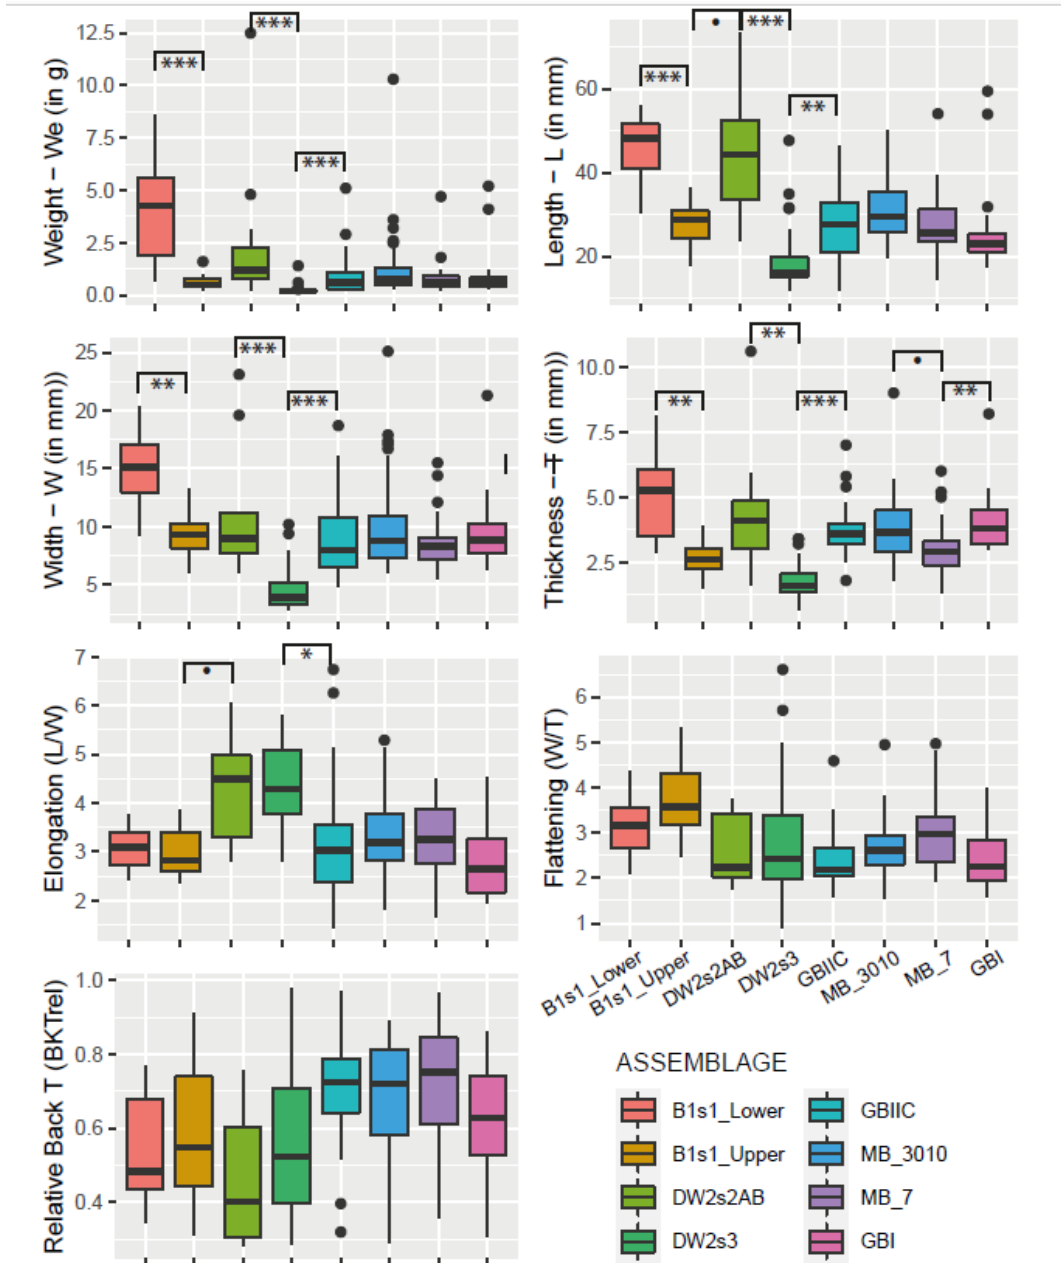 Weight − We (in g)
12.5
10.0
7.5
5.0
2.5
0.0
***
***
***
Length − L (in mm)
60
40
20
***
•
***
**
Width − W (in mm))
25
20
15
10
5
**
***
***
Thickness − T (in mm))
10.0
7.5
5.0
2.5
**
**
***
•
**
Elongation (L/W)
7
6
5
4
3
2
•
*
Flattening (W/T)
6
5
4
3
2
1
B1s1_Lower
B1s1_Upper
DW2s2AB
DW2s3
GBIIC
MB_3010
MB_7
GBI
Relative Back T (BKTrel)
1.0
0.8
0.6
0.4
ASSEMBLAGE
B1s1_Lower
B1s1_Upper
DW2s2AB
DW2s3
GBIIC
MB_3010
MB_7
GBI